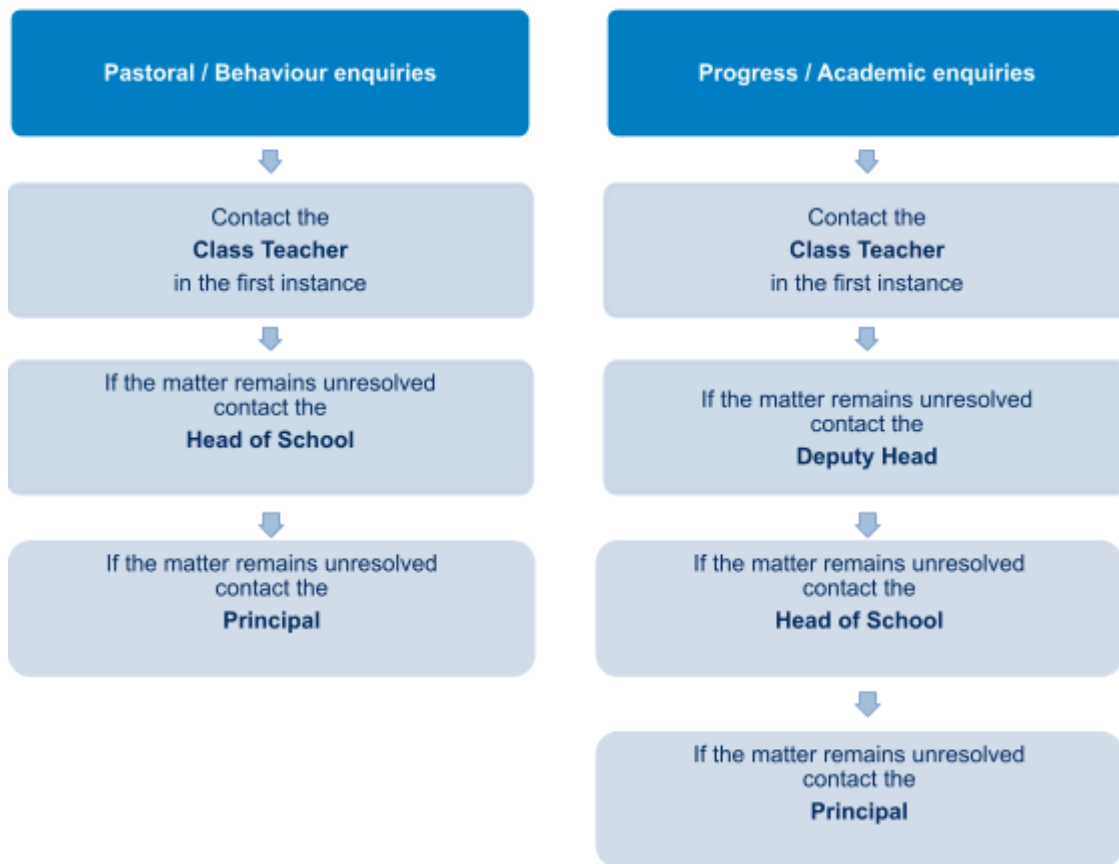 Pastoral / Behaviour enquiries
Contact the
Class Teacher
in the first instance
If the matter remains unresolved
contact the
Head of School
If the matter remains unresolved
contact the
Principal
Progress / Academic enquiries
Contact the
Class Teacher
in the first instance
If the matter remains unresolved
contact the
Deputy Head
If the matter remains unresolved
contact the
Head of School
If the matter remains unresolved
contact the
Principal